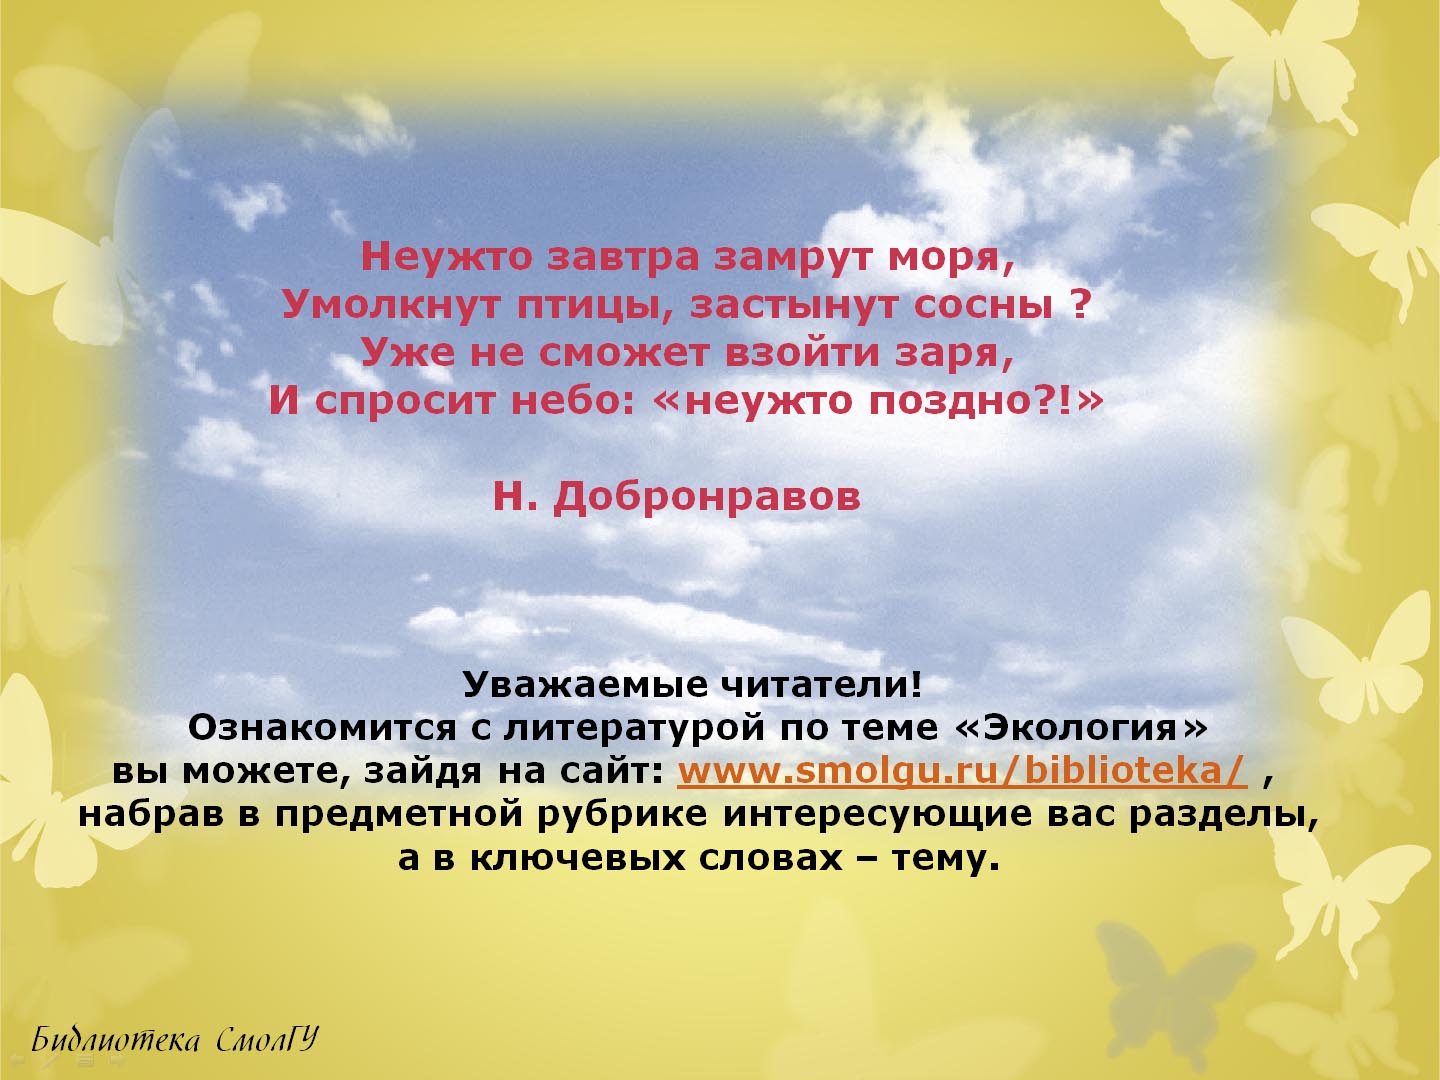 Неужто завтра замрут моря,
Умолкнут птицы, застынут сосны ?
Уже не сможет взойти заря,
И спросит небо: «неужто поздно?!»
Н. Добронравов
Уважаемые читатели!
Ознакомится с литературой по теме «Экология»
вы можете, зайдя на сайт: www.smolgu.ru/biblioteka/ ,
набрав в предметной рубрике интересующие вас разделы,
а в ключевых словах – тему.
Библиотека СмолГУ